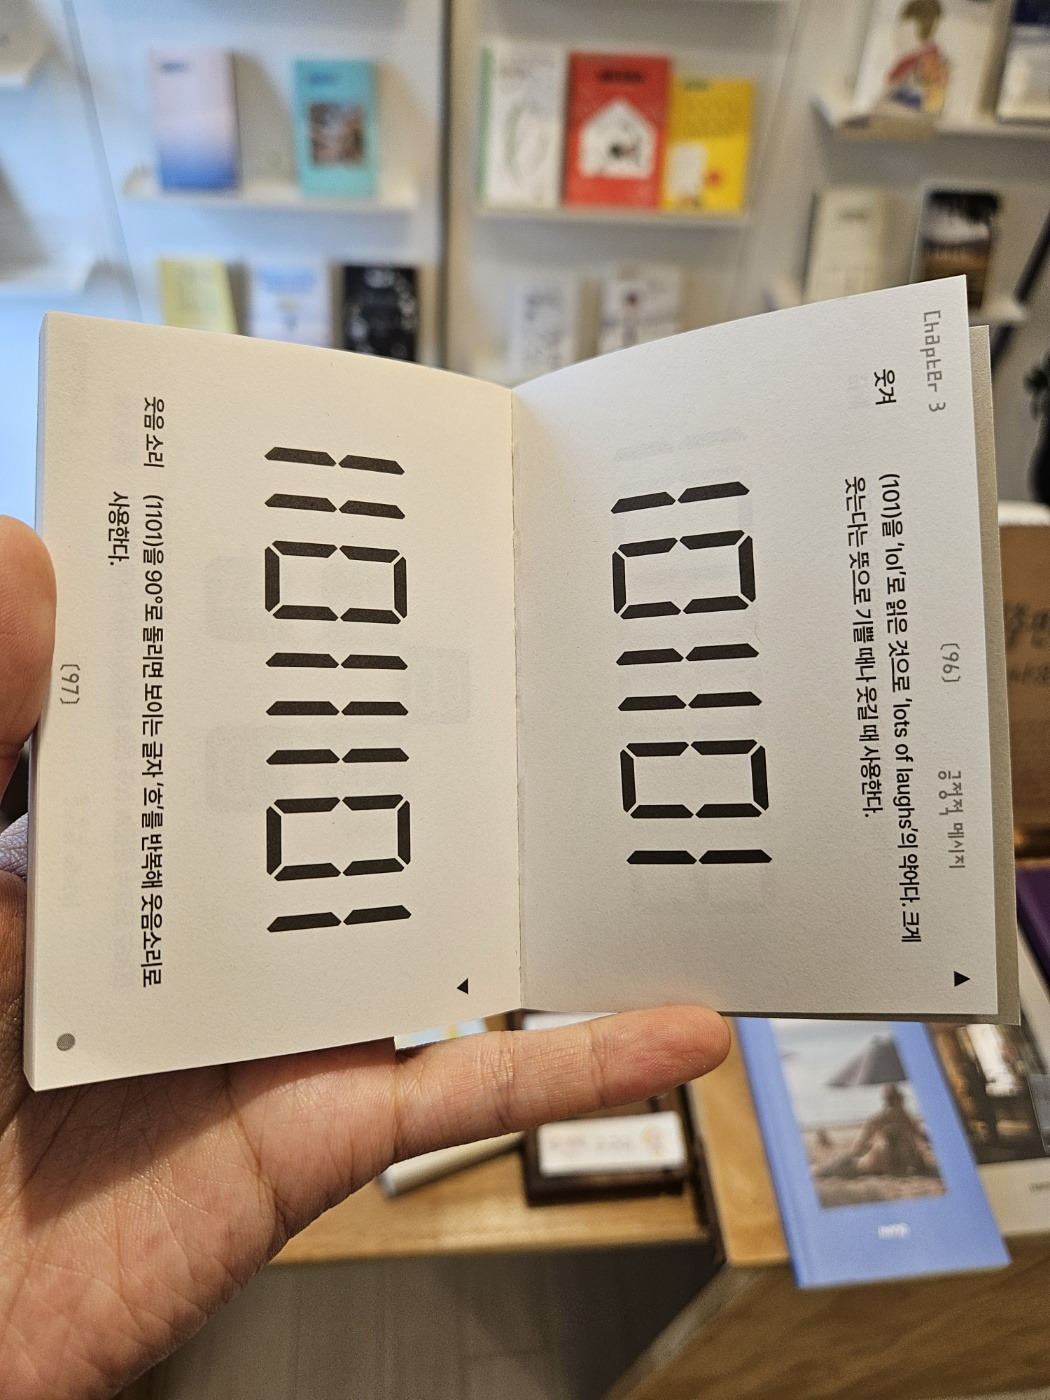 Chapter 3 [96] 긍정적 메시지 ▲
웃겨 (101)을 'lol'로 읽은 것으로 'lots of laughs'의 약어다. 크게
웃는다는 뜻으로 기쁠 때나 웃길 때 사용한다.
101101
▼
11011101
웃음 소리 (1101)을 90°로 돌리면 보이는 글자 '호'를 반복해 웃음소리로
사용한다.
[97]